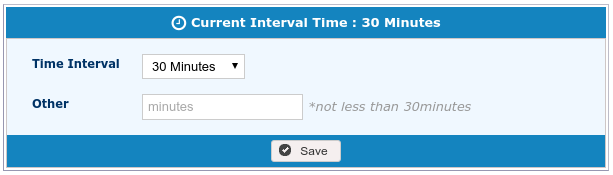 Current Interval Time : 30 Minutes
Time Interval 30 Minutes
Other minutes *not less than 30minutes
Save